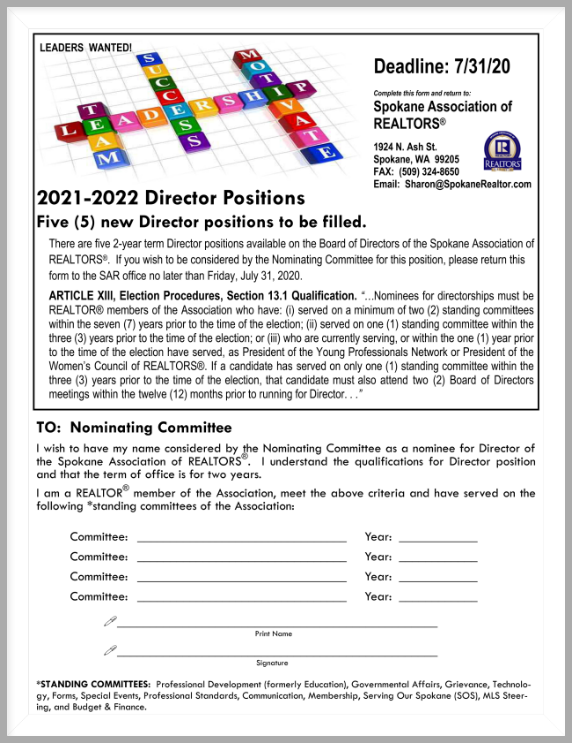 LEADERS WANTED!
LEADERSHIP
TEAM
SUCCESS
MOTIVATE
Deadline: 7/31/20
Complete this form and return to:
Spokane Association of
REALTORS®
1924 N. Ash St.
Spokane, WA 99205
FAX: (509) 324-8650
Email: Sharon@SpokaneRealtor.com
REALTORS
2021-2022 Director Positions
Five (5) new Director positions to be filled.
There are five 2-year term Director positions available on the Board of Directors of the Spokane Association of
REALTORS®. If you wish to be considered by the Nominating Committee for this position, please return this
form to the SAR office no later than Friday, July 31, 2020.
ARTICLE XIII, Election Procedures, Section 13.1 Qualification. “…Nominees for directorships must be
REALTOR® members of the Association who have: (i) served on a minimum of two (2) standing committees
within the seven (7) years prior to the time of the election; (ii) served on one (1) standing committee within the
three (3) years prior to the time of the election; or (iii) who are currently serving, or within the one (1) year prior
to the time of the election have served, as President of the Young Professionals Network or President of the
Women’s Council of REALTORS®. If a candidate has served on only one (1) standing committee within the
three (3) years prior to the time of the election, that candidate must also attend two (2) Board of Directors
meetings within the twelve (12) months prior to running for Director. . .”
TO: Nominating Committee
I wish to have my name considered by the Nominating Committee as a nominee for Director of
the Spokane Association of REALTORS®. I understand the qualifications for Director position
and that the term of office is for two years.
I am a REALTOR® member of the Association, meet the above criteria and have served on the
following *standing committees of the Association:
Committee: Year:
Committee: Year:
Committee: Year:
Committee: Year:
Print Name
Signature
*STANDING COMMITTEES: Professional Development (formerly Education), Governmental Affairs, Grievance, Technolo-
gy, Forms, Special Events, Professional Standards, Communication, Membership, Serving Our Spokane (SOS), MLS Steer-
ing, and Budget & Finance.